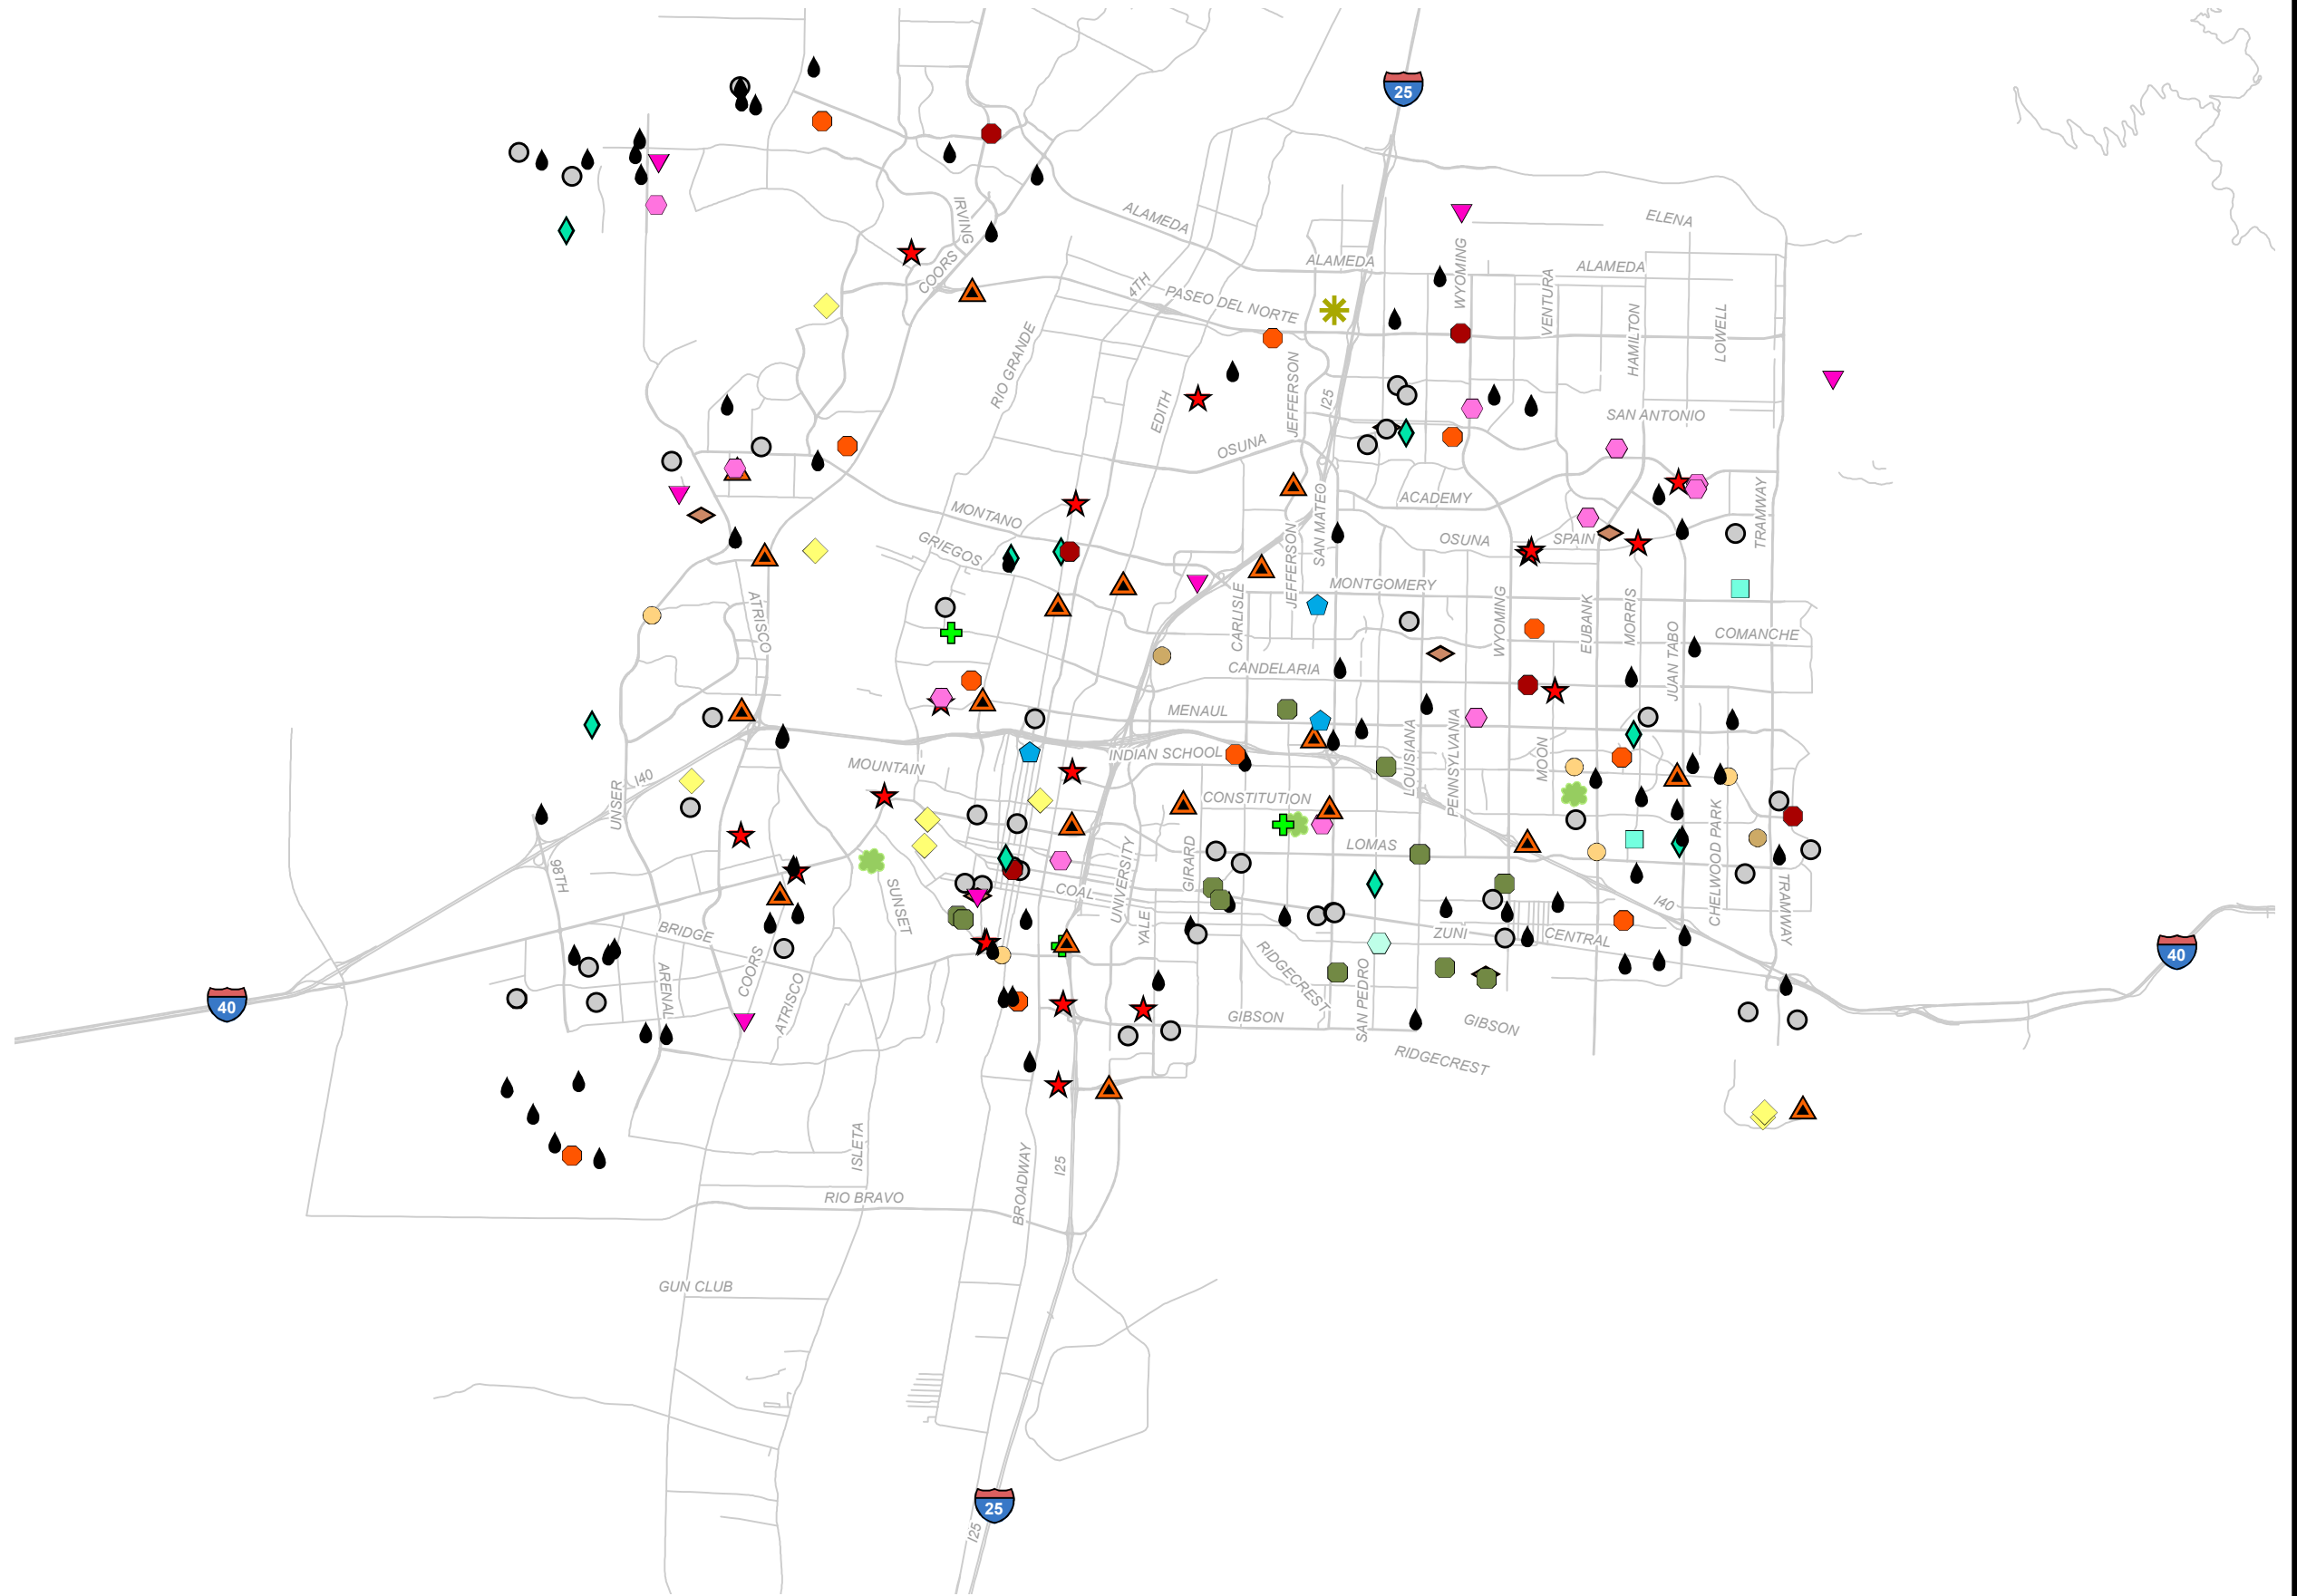 25
ELENA
ALAMEDA
IRVING
ALAMEDA
ALAMEDA
COORS
WYOMING
4TH
PASEO DEL NORTE
VENTURA
HAMILTON
LOWELL
RIO GRANDE
JEFFERSON
I25
EDITH
SAN ANTONIO
OSUNA
ACADEMY
MONTANO
SAN MATEO
TRAMWAY
GRIEGOS
JEFFERSON
OSUNA
SPAIN
MONTGOMERY
ATRISCO
CARLISLE
WYOMING
EUBANK
MORRIS
COMANCHE
JUAN TABO
CANDELARIA
MENAUL
INDIAN SCHOOL
LOUISIANA
PENNSYLVANIA
MOON
MOUNTAIN
I40
UNSER
CONSTITUTION
CHELWOOD PARK
LOMAS
GIRARD
UNIVERSITY
98TH
COAL
SUNSET
I40
TRAMWAY
YALE
BRIDGE
ZUNI
CENTRAL
40
COORS
RIDGECREST
ARENAL
ATRISCO
SAN PEDRO
40
GIBSON
GIBSON
RIDGECREST
ISLETA
BROADWAY
I25
RIO BRAVO
GUN CLUB
25
I25